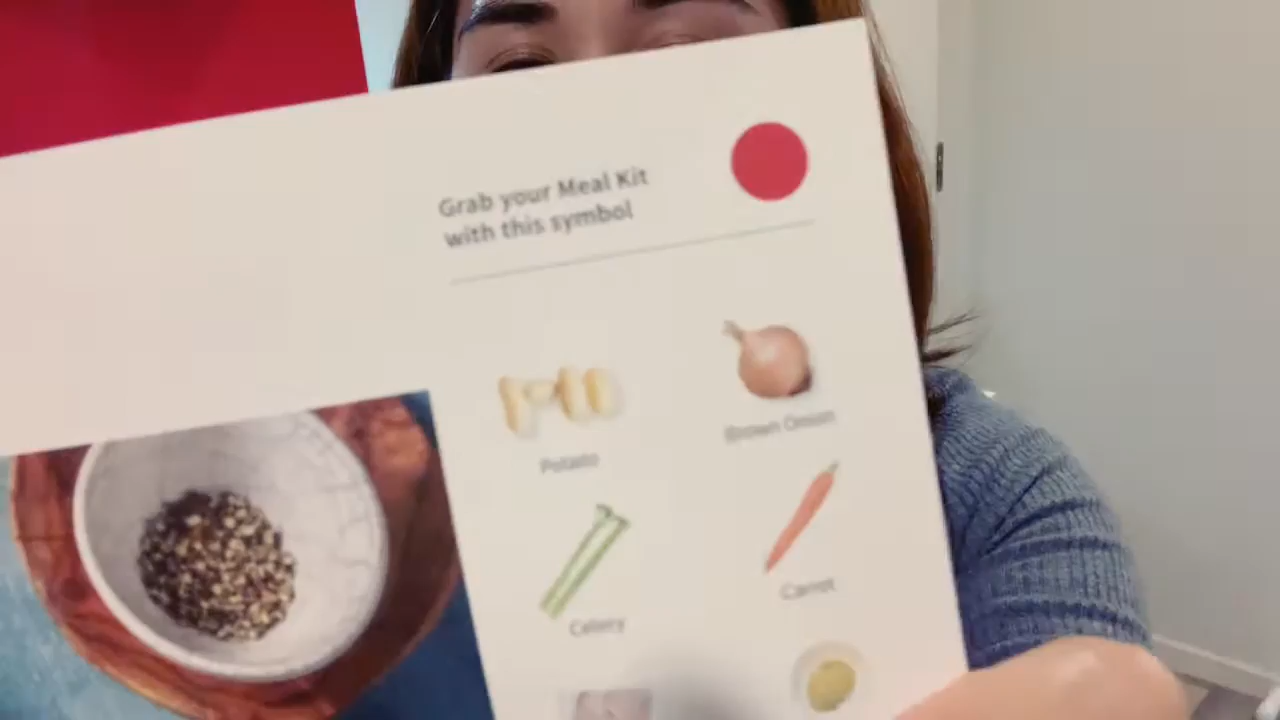 Grab your Meal Kit
with this symbol
Brown Onion
Potato
Carrot
Celery